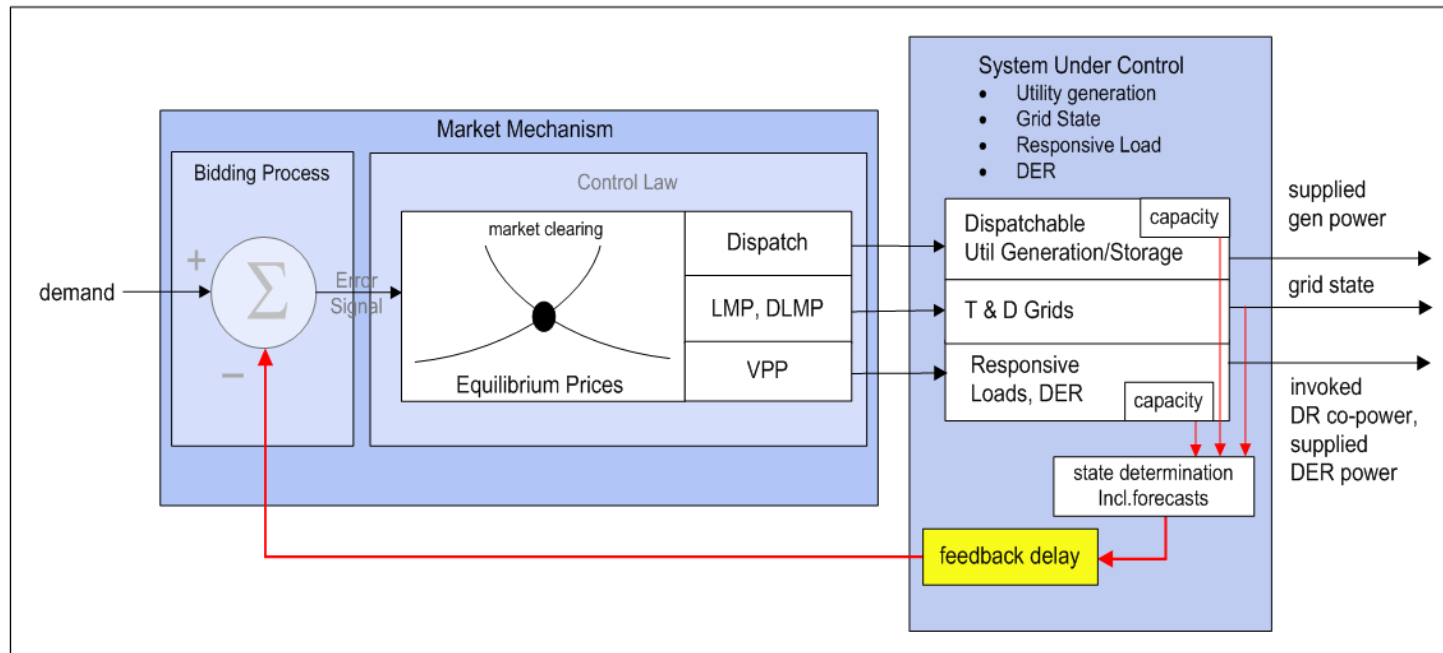 System Under Control
• Utility generation
• Grid State
• Responsive Load
• DER
Market Mechanism
Bidding Process
Control Law
demand
+
Σ
−
Error
Signal
market clearing
Equilibrium Prices
Dispatch
LMP, DLMP
VPP
Dispatchable
Util Generation/Storage
capacity
T & D Grids
Responsive
Loads, DER
capacity
supplied
gen power
grid state
invoked
DR co-power,
supplied
DER power
state determination
Incl.forecasts
feedback delay